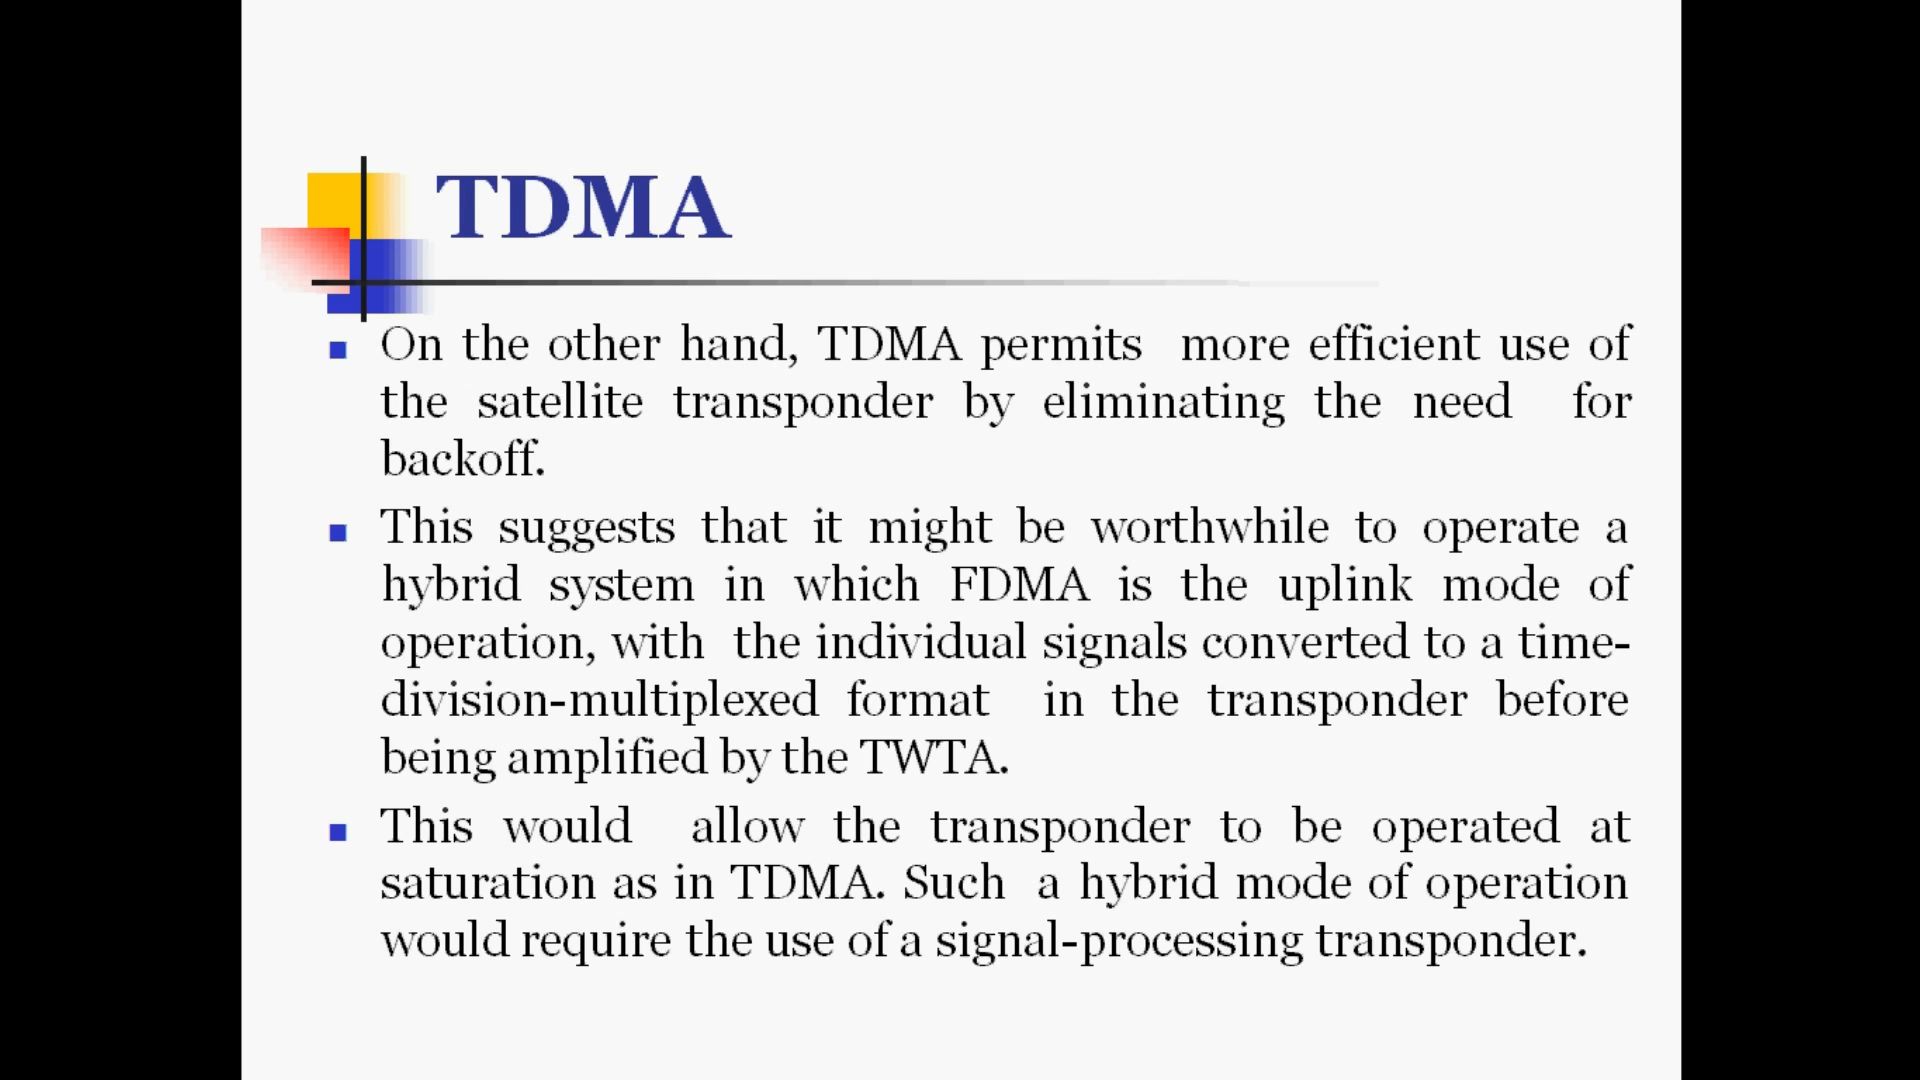 TDMA
On the other hand, TDMA permits more efficient use of
the satellite transponder by eliminating the need for
backoff.
This suggests that it might be worthwhile to operate a
hybrid system in which FDMA is the uplink mode of
operation, with the individual signals converted to a time-
division-multiplexed format in the transponder before
being amplified by the TWTA.
This would allow the transponder to be operated at
saturation as in TDMA. Such a hybrid mode of operation
would require the use of a signal-processing transponder.